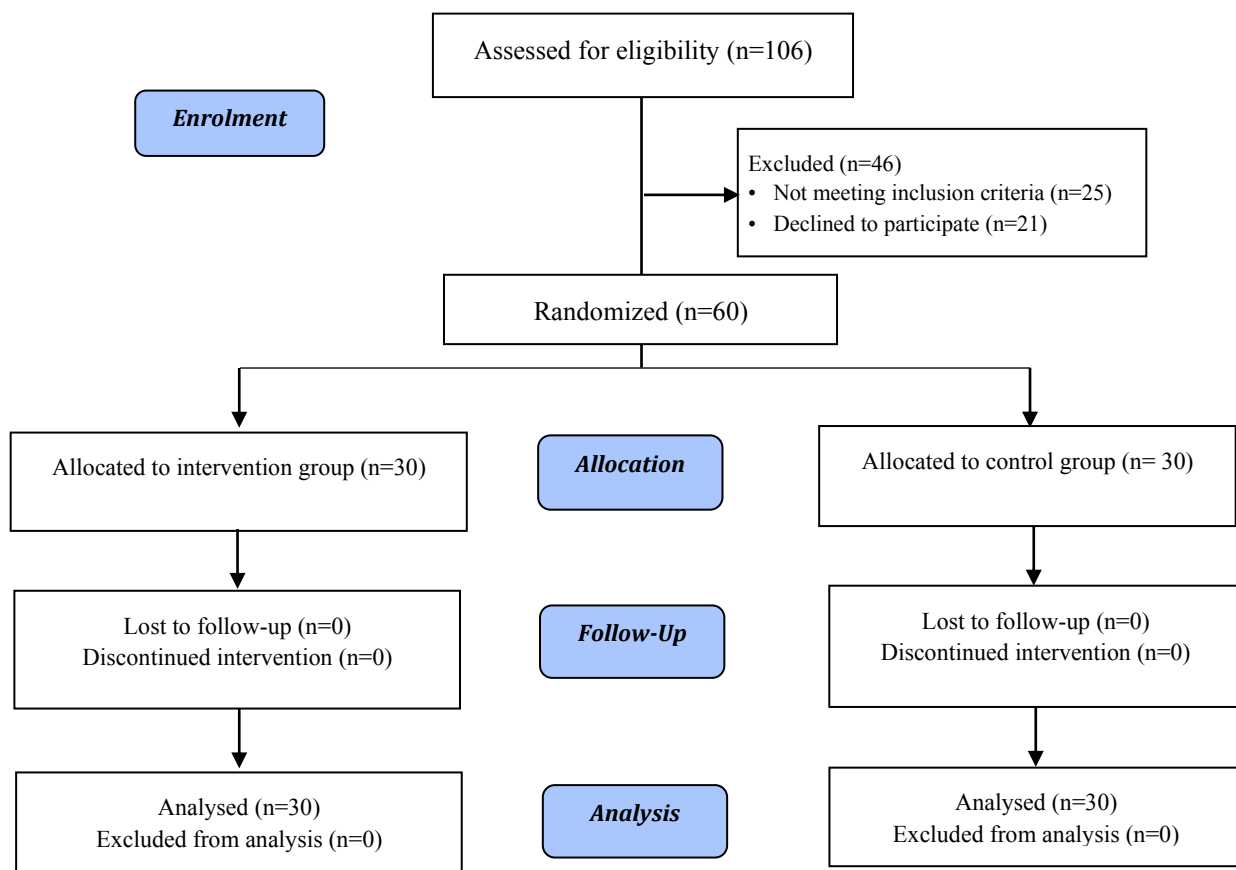 Assessed for eligibility (n=106)
Enrolment
Excluded (n=46)
• Not meeting inclusion criteria (n=25)
• Declined to participate (n=21)
Randomized (n=60)
Allocated to intervention group (n=30)
Allocation
Allocated to control group (n= 30)
Lost to follow-up (n=0)
Discontinued intervention (n=0)
Follow-Up
Lost to follow-up (n=0)
Discontinued intervention (n=0)
Analysed (n=30)
Excluded from analysis (n=0)
Analysis
Analysed (n=30)
Excluded from analysis (n=0)